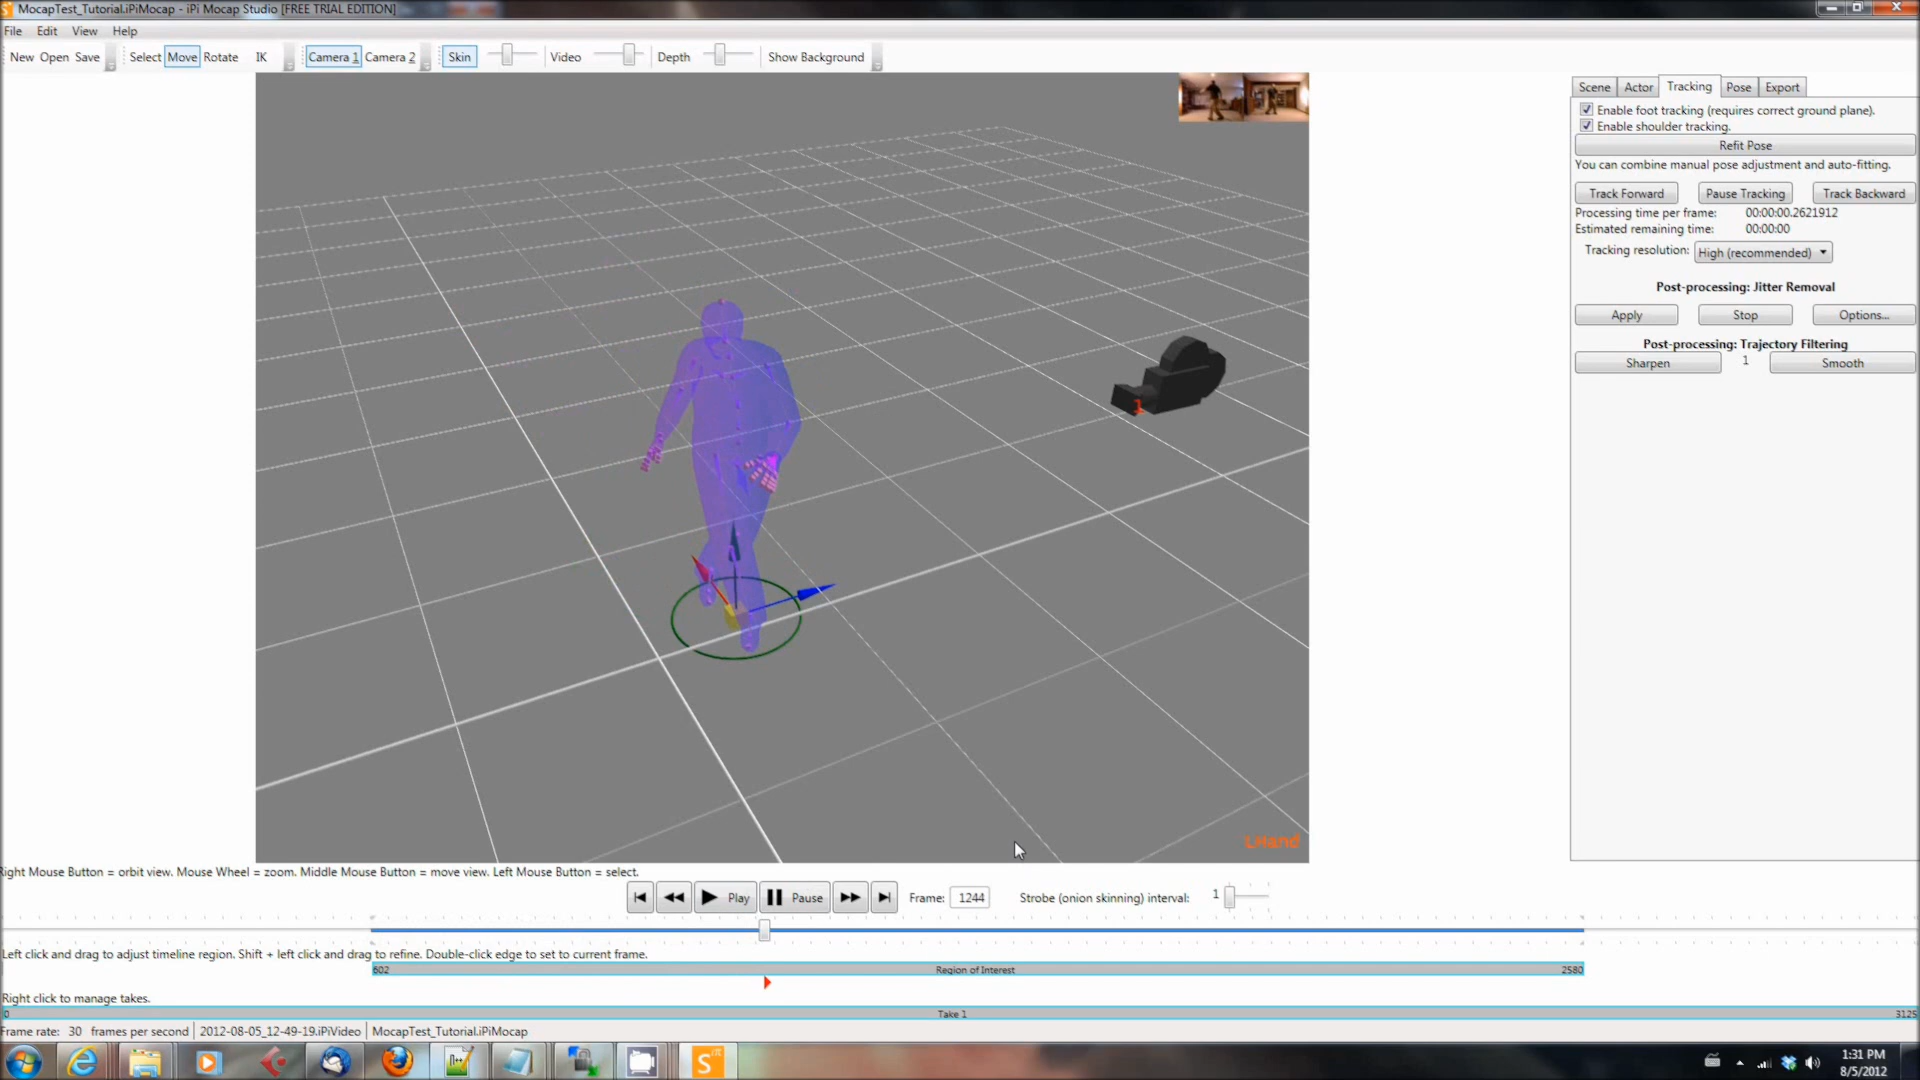 MocapTest_Tutorial.iPiMocap - iPi Mocap Studio [FREE TRIAL EDITION]
File Edit View Help
New Open Save Select Move Rotate IK Camera 1 Camera 2 Skin Video Depth Show Background
Scene Actor Tracking Pose Export
Enable foot tracking (requires correct ground plane).
Enable shoulder tracking.
Refit Pose
You can combine manual pose adjustment and auto-fitting.
Track Forward Pause Tracking Track Backward
Processing time per frame: 00:00:00.2621912
Estimated remaining time: 00:00:00
Tracking resolution: High (recommended)
Post-processing: Jitter Removal
Apply Stop Options...
Post-processing: Trajectory Filtering
Sharpen 1 Smooth
1
Right Mouse Button = orbit view. Mouse Wheel = zoom. Middle Mouse Button = move view. Left Mouse Button = select.
Play Pause Frame: 1244 Strobe (onion skinning) interval: 1
Left click and drag to adjust timeline region. Shift + left click and drag to refine. Double-click edge to set to current frame.
602 Region of Interest 2580
Right click to manage takes.
0 Take 1 3125
Frame rate: 30 frames per second 2012-08-05_12-49-19.iPiVideo MocapTest_Tutorial.iPiMocap
1:31 PM
8/5/2012